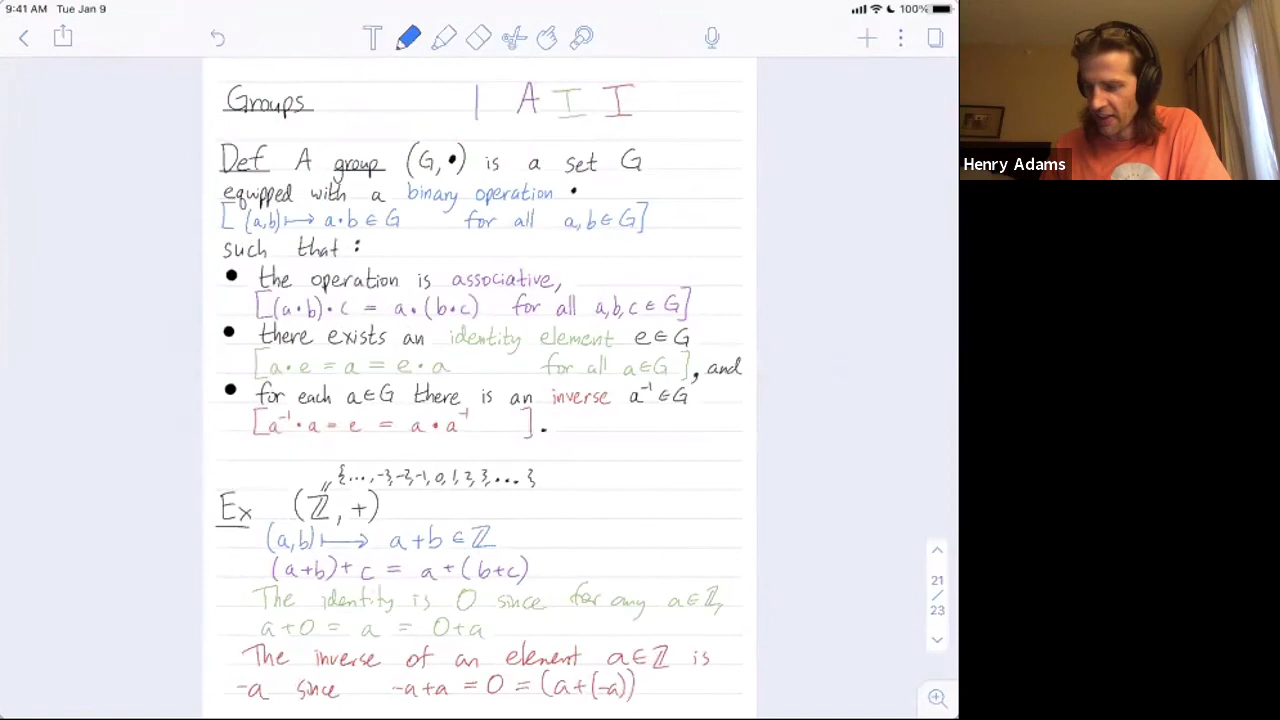 9:41 AM Tue Jan 9
100%
Groups | A I I
Def A group (G, •) is a set G
equipped with a binary operation •
[ (a,b) ⟼ a•b ∈ G for all a,b ∈ G]
such that :
• the operation is associative,
[(a•b)•c = a•(b•c) for all a,b,c ∈ G]
• there exists an identity element e ∈ G
[a•e = a = e•a for all a∈G ], and
• for each a∈G there is an inverse a⁻¹ ∈ G
[a⁻¹•a = e = a•a⁻¹ ].
{..., -3, -2, -1, 0, 1, 2, 3, ... }
Ex (ℤ, +)
(a,b) ⟼ a+b ∈ ℤ
(a+b)+c = a+(b+c)
The identity is 0 since for any a∈ℤ,
a+0 = a = 0+a
The inverse of an element a∈ℤ is
-a since -a+a = 0 = (a+(-a))
21
/
23
Henry Adams